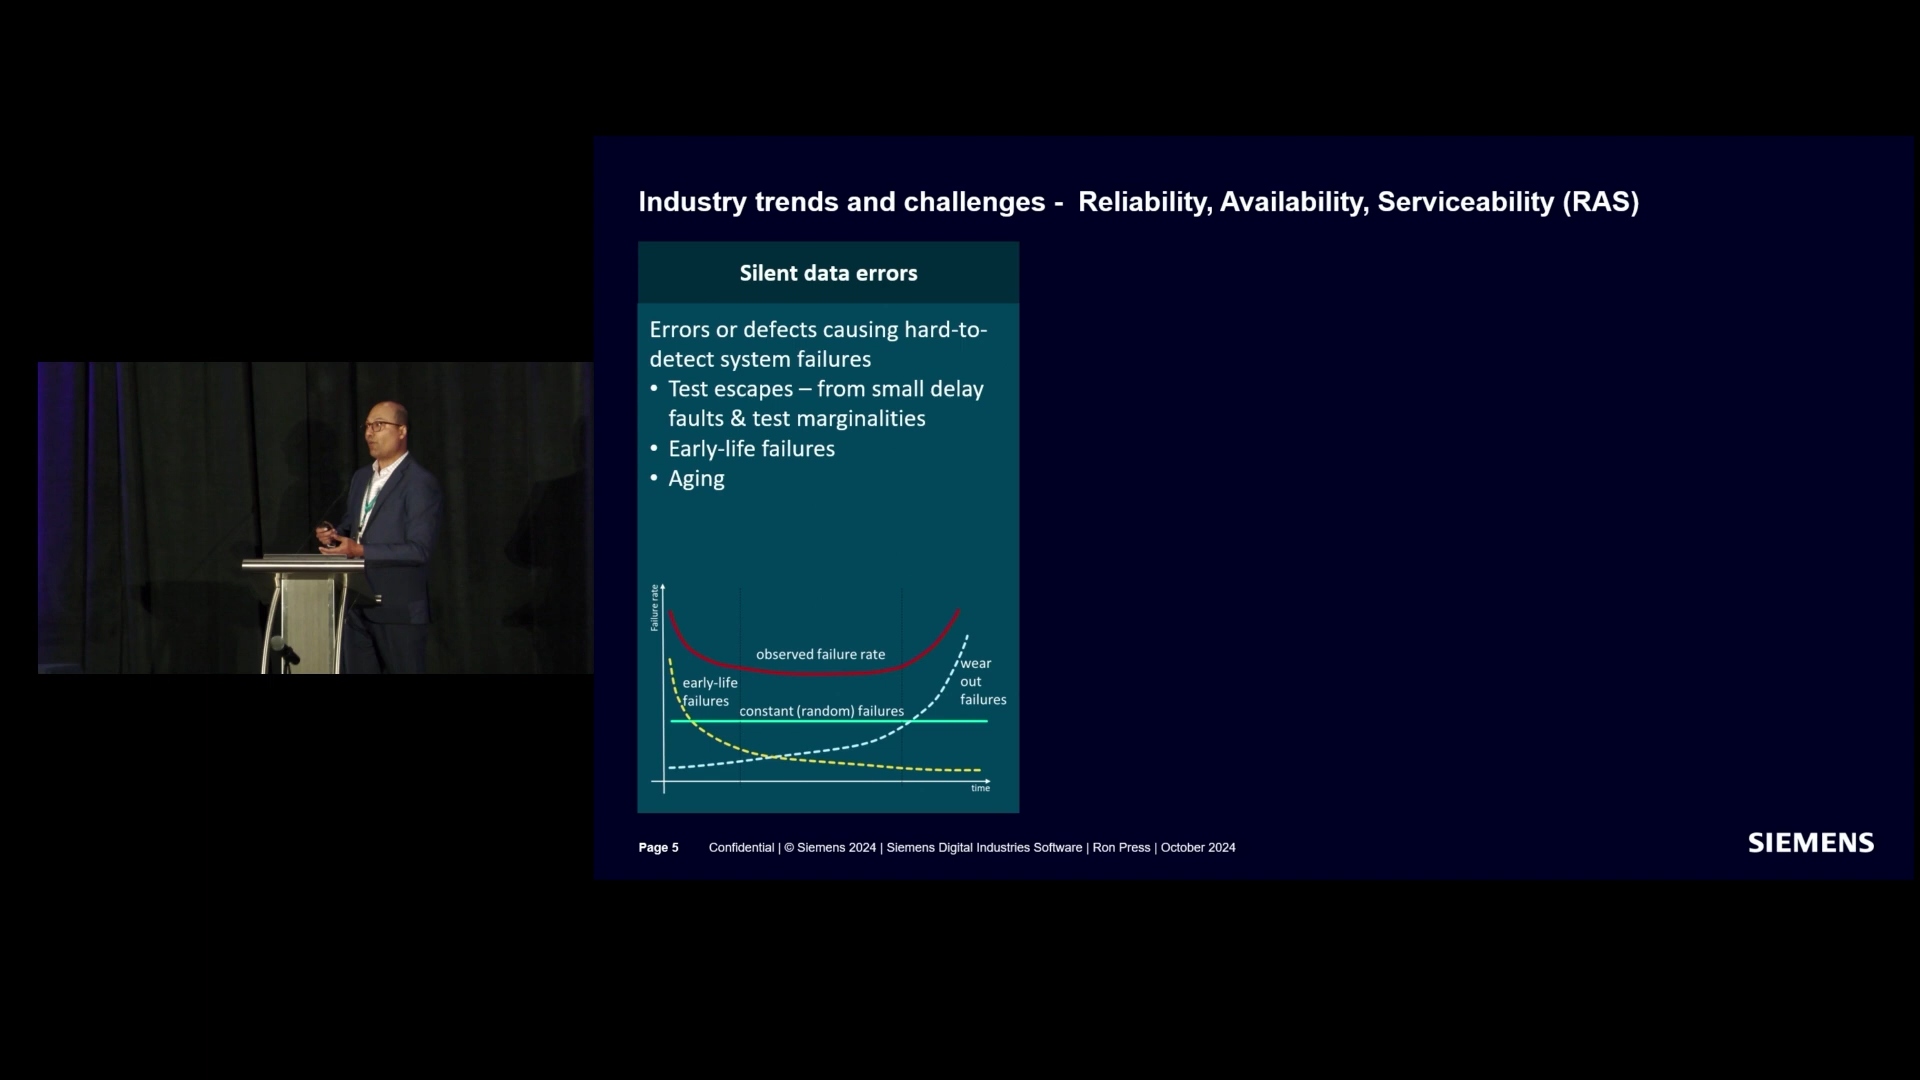 Industry trends and challenges - Reliability, Availability, Serviceability (RAS)
Silent data errors
Errors or defects causing hard-to-
detect system failures
• Test escapes – from small delay
faults & test marginalities
• Early-life failures
• Aging
Failure rate
observed failure rate
early-life
failures
constant (random) failures
wear
out
failures
time
Page 5 Confidential | © Siemens 2024 | Siemens Digital Industries Software | Ron Press | October 2024
SIEMENS